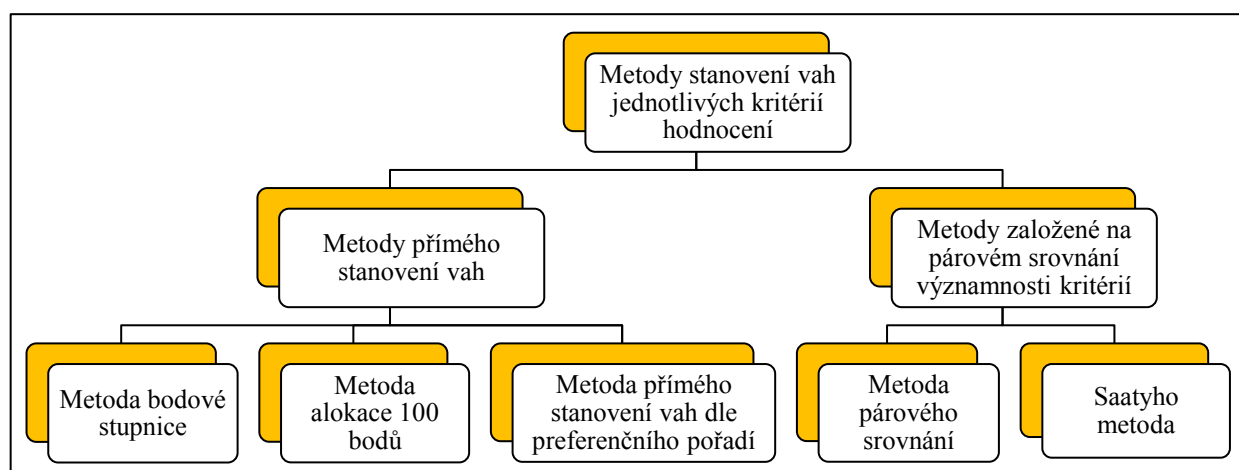 Metody stanovení vah
jednotlivých kritérií
hodnocení
Metody přímého
stanovení vah
Metody založené na
párovém srovnání
významnosti kritérií
Metoda bodové
stupnice
Metoda
alokace 100
bodů
Metoda přímého
stanovení vah dle
preferenčního pořadí
Metoda
párového
srovnání
Saatyho
metoda